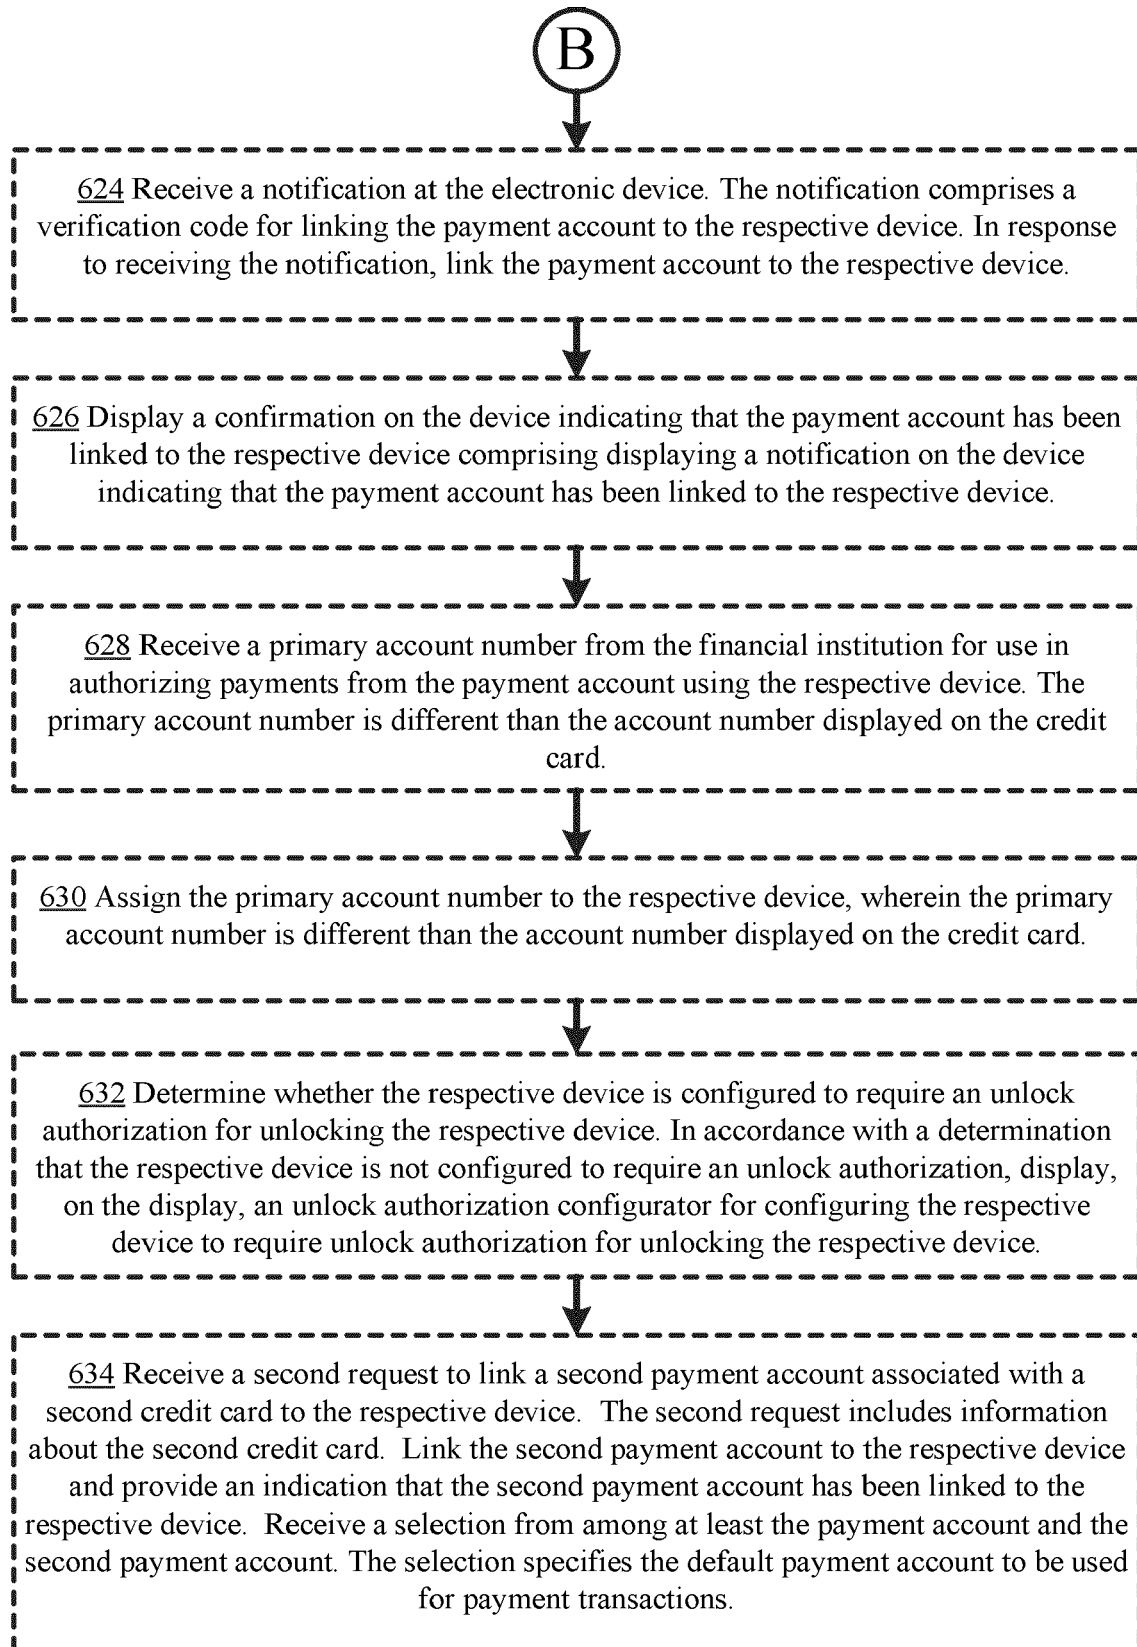 B
624 Receive a notification at the electronic device. The notification comprises a
verification code for linking the payment account to the respective device. In response
to receiving the notification, link the payment account to the respective device.
626 Display a confirmation on the device indicating that the payment account has been
linked to the respective device comprising displaying a notification on the device
indicating that the payment account has been linked to the respective device.
628 Receive a primary account number from the financial institution for use in
authorizing payments from the payment account using the respective device. The
primary account number is different than the account number displayed on the credit
card.
630 Assign the primary account number to the respective device, wherein the primary
account number is different than the account number displayed on the credit card.
632 Determine whether the respective device is configured to require an unlock
authorization for unlocking the respective device. In accordance with a determination
that the respective device is not configured to require an unlock authorization, display,
on the display, an unlock authorization configurator for configuring the respective
device to require unlock authorization for unlocking the respective device.
634 Receive a second request to link a second payment account associated with a
second credit card to the respective device. The second request includes information
about the second credit card. Link the second payment account to the respective device
and provide an indication that the second payment account has been linked to the
respective device. Receive a selection from among at least the payment account and the
second payment account. The selection specifies the default payment account to be used
for payment transactions.